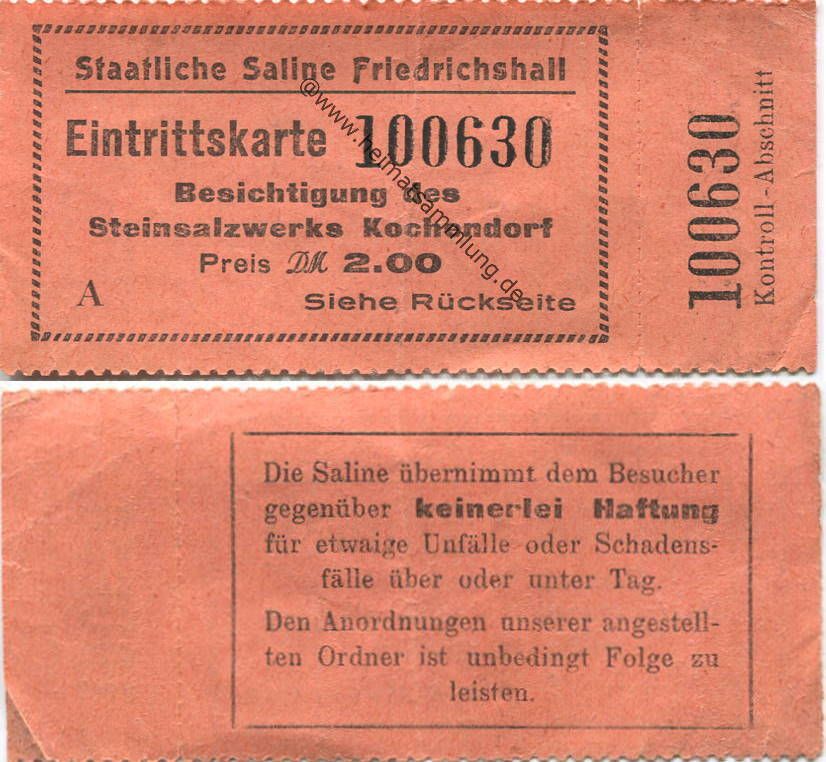 Staatliche Saline Friedrichshall
Eintrittskarte 100630
Besichtigung des
Steinsalzwerks Kochendorf
Preis DM 2.00
A
Siehe Rückseite
100630
Kontroll-Abschnitt
@www.heimatsammlung.de
Die Saline übernimmt dem Besucher
gegenüber keinerlei Haftung
für etwaige Unfälle oder Schadens-
fälle über oder unter Tag.
Den Anordnungen unserer angestell-
ten Ordner ist unbedingt Folge zu
leisten.